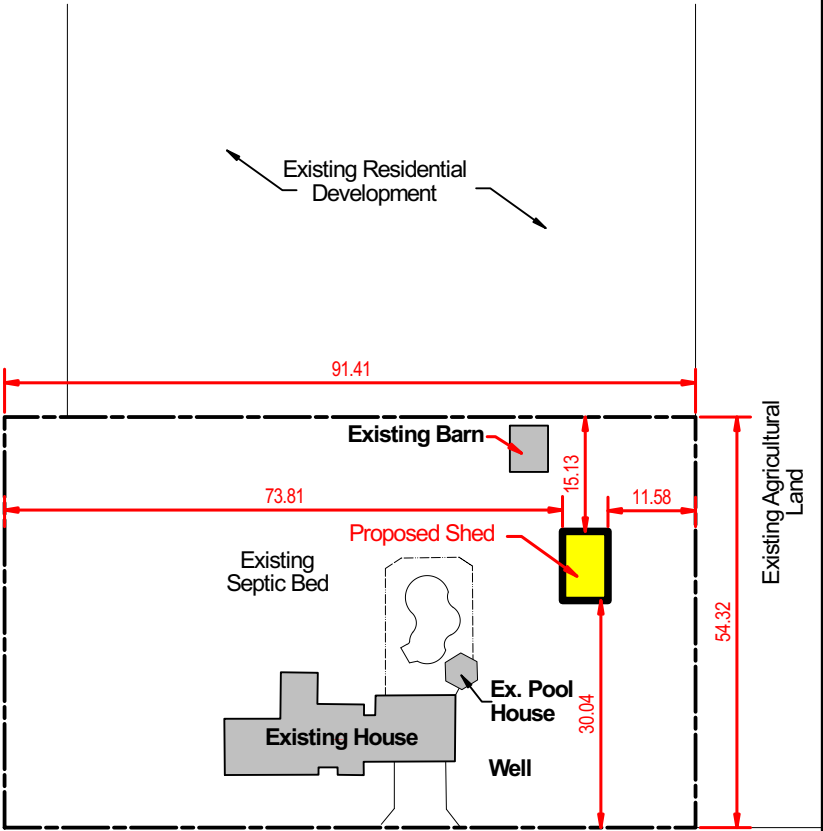 Existing Residential
Development
91.41
Existing Barn
15.13
73.81
11.58
Existing Agricultural
Land
Proposed Shed
Existing
Septic Bed
54.32
Ex. Pool
House
30.04
Existing House
Well